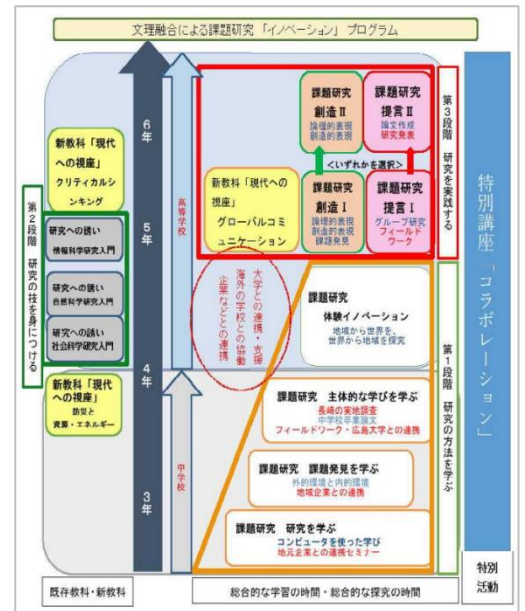 文理融合による課題研究「イノベーション」プログラム
6年
5年
4年
3年
高等学校
中学校
新教科「現代
への視座」
クリティカルシ
ンキング
第2段階 研究の技を身につける
研究への誘い
情報科学研究入門
研究への誘い
自然科学研究入門
研究への誘い
社会科学研究入門
新教科「現代
への視座」
防災と
資源・エネルギー
課題研究
創造Ⅱ
論理的表現
創造的表現
課題研究
提言Ⅱ
論文作成
研究発表
<いずれかを選択>
新教科「現代への
視座」
グローバルコミ
ュニケーション
課題研究
創造Ⅰ
論理的表現
創造的表現
課題発見
課題研究
提言Ⅰ
グループ研究
フィールド
ワーク
第3段階 研究を実践する
大学との連携・支援
海外の学校との協働
企業などとの連携
課題研究
体験イノベーション
地域から世界を、
世界から地域を探究
課題研究 主体的な学びを学ぶ
長崎の実地調査
中学校卒業論文
フィールドワーク・広島大学との連携
課題研究 課題発見を学ぶ
外的環境と内的環境
地域企業との連携
課題研究 研究を学ぶ
コンピュータを使った学び
地元企業との連携セミナー
第1段階 研究の方法を学ぶ
特別講座「コラボレーション」
既存教科・新教科
総合的な学習の時間・総合的な探究の時間
特別
活動